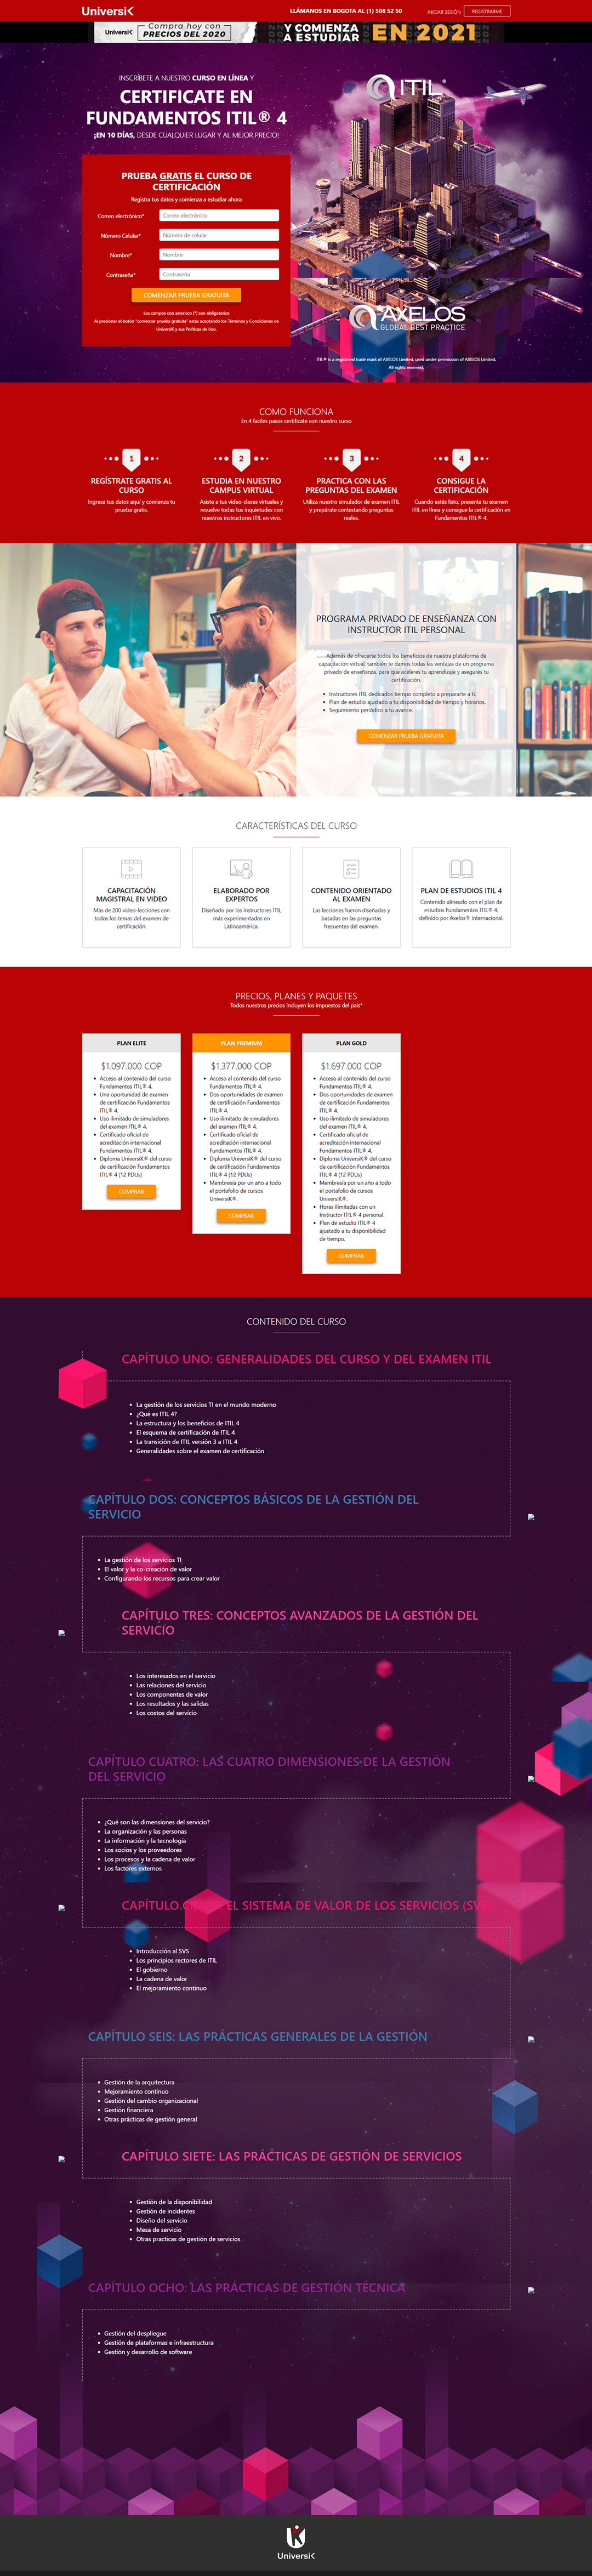 UniversiK
LLÁMANOS EN BOGOTA AL (1) 508 52 50
INICIAR SESIÓN
REGISTRARME
UniversiK
Compra hoy con
PRECIOS DEL 2020
Y COMIENZA
A ESTUDIAR
EN 2021
INSCRÍBETE A NUESTRO CURSO EN LÍNEA Y
CERTIFICATE EN
FUNDAMENTOS ITIL® 4
¡EN 10 DÍAS, DESDE CUALQUIER LUGAR Y AL MEJOR PRECIO!
ITIL®
PRUEBA GRATIS EL CURSO DE
CERTIFICACIÓN
Registra tus datos y comienza a estudiar ahora
Correo electrónico*
Correo electrónico
Número Celular*
Número de celular
Nombre*
Nombre
Contraseña*
Contraseña
COMENZAR PRUEBA GRATUITA
Los campos con asterisco (*) son obligatorios
Al presionar el botón "comenzar prueba gratuita" estas aceptando los Términos y Condiciones de
UniversiK y sus Políticas de Uso.
AXELOS
GLOBAL BEST PRACTICE
ITIL® is a registered trade mark of AXELOS Limited, used under permission of AXELOS Limited.
All rights reserved.
COMO FUNCIONA
En 4 faciles pasos certificate con nuestro curso
1
REGÍSTRATE GRATIS AL
CURSO
Ingresa tus datos aquí y comienza tu
prueba gratis.
2
ESTUDIA EN NUESTRO
CAMPUS VIRTUAL
Asiste a tus video-clases virtuales y
resuelve todas tus inquietudes con
nuestros instructores ITIL en vivo.
3
PRACTICA CON LAS
PREGUNTAS DEL EXAMEN
Utiliza nuestro simulador de examen ITIL
y prepárate contestando preguntas
reales.
4
CONSIGUE LA
CERTIFICACIÓN
Cuando estés listo, presenta tu examen
ITIL en línea y consigue la certificación en
Fundamentos ITIL® 4.
PROGRAMA PRIVADO DE ENSEÑANZA CON
INSTRUCTOR ITIL PERSONAL
Además de ofrecerte todos los beneficios de nuestra plataforma de
capacitación virtual, también te damos todas las ventajas de un programa
privado de enseñanza, para que aceleres tu aprendizaje y asegures tu
certificación.
• Instructores ITIL dedicados tiempo completo a prepararte a ti.
• Plan de estudio ajustado a tu disponibilidad de tiempo y horarios.
• Seguimiento periódico a tu avance.
COMENZAR PRUEBA GRATUITA
CARACTERÍSTICAS DEL CURSO
CAPACITACIÓN
MAGISTRAL EN VIDEO
Más de 200 video-lecciones con
todos los temas del examen de
certificación.
ELABORADO POR
EXPERTOS
Diseñado por los instructores ITIL
más experimentados en
Latinoamérica.
CONTENIDO ORIENTADO
AL EXAMEN
Las lecciones fueron diseñadas y
basadas en las preguntas
frecuentes del examen.
PLAN DE ESTUDIOS ITIL 4
Contenido alineado con el plan de
estudios Fundamentos ITIL® 4,
definido por Axelos® internacional.
PRECIOS, PLANES Y PAQUETES
Todos nuestros precios incluyen los impuestos del país*
PLAN ELITE
$1.097.000 COP
• Acceso al contenido del curso
Fundamentos ITIL® 4.
• Una oportunidad de examen
de certificación Fundamentos
ITIL® 4.
• Uso ilimitado de simuladores
del examen ITIL® 4.
• Certificado oficial de
acreditación internacional
Fundamentos ITIL® 4.
• Diploma UniversiK® del curso
de certificación Fundamentos
ITIL® 4 (12 PDUs)
COMPRAR
PLAN PREMIUM
$1.377.000 COP
• Acceso al contenido del curso
Fundamentos ITIL® 4.
• Dos oportunidades de examen
de certificación Fundamentos
ITIL® 4.
• Uso ilimitado de simuladores
del examen ITIL® 4.
• Certificado oficial de
acreditación internacional
Fundamentos ITIL® 4.
• Diploma UniversiK® del curso
de certificación Fundamentos
ITIL® 4 (12 PDUs)
• Membresía por un año a todo
el portafolio de cursos
UniversiK®.
COMPRAR
PLAN GOLD
$1.697.000 COP
• Acceso al contenido del curso
Fundamentos ITIL® 4.
• Dos oportunidades de examen
de certificación Fundamentos
ITIL® 4.
• Uso ilimitado de simuladores
del examen ITIL® 4.
• Certificado oficial de
acreditación internacional
Fundamentos ITIL® 4.
• Diploma UniversiK® del curso
de certificación Fundamentos
ITIL® 4 (12 PDUs)
• Membresía por un año a todo
el portafolio de cursos
UniversiK®.
• Horas ilimitadas con un
Instructor ITIL® 4 personal.
• Plan de estudio ITIL® 4
ajustado a tu disponibilidad
de tiempo.
COMPRAR
CONTENIDO DEL CURSO
CAPÍTULO UNO: GENERALIDADES DEL CURSO Y DEL EXAMEN ITIL
• La gestión de los servicios TI en el mundo moderno
• ¿Qué es ITIL 4?
• La estructura y los beneficios de ITIL 4
• El esquema de certificación de ITIL 4
• La transición de ITIL versión 3 a ITIL 4
• Generalidades sobre el examen de certificación
CAPÍTULO DOS: CONCEPTOS BÁSICOS DE LA GESTIÓN DEL
SERVICIO
• La gestión de los servicios TI
• El valor y la co-creación de valor
• Configurando los recursos para crear valor
CAPÍTULO TRES: CONCEPTOS AVANZADOS DE LA GESTIÓN DEL
SERVICIO
• Los interesados en el servicio
• Las relaciones del servicio
• Los componentes de valor
• Los resultados y las salidas
• Los costos del servicio
CAPÍTULO CUATRO: LAS CUATRO DIMENSIONES DE LA GESTIÓN
DEL SERVICIO
• ¿Qué son las dimensiones del servicio?
• La organización y las personas
• La información y la tecnología
• Los socios y los proveedores
• Los procesos y la cadena de valor
• Los factores externos
CAPÍTULO EL SISTEMA DE VALOR DE LOS SERVICIOS
• Introducción al SVS
• Los principios rectores de ITIL
• El gobierno
• La cadena de valor
• El mejoramiento continuo
CAPÍTULO SEIS: LAS PRÁCTICAS GENERALES DE LA GESTIÓN
• Gestión de la arquitectura
• Mejoramiento continuo
• Gestión del cambio organizacional
• Gestión financiera
• Otras prácticas de gestión general
CAPÍTULO SIETE: LAS PRÁCTICAS DE GESTIÓN DE SERVICIOS
• Gestión de la disponibilidad
• Gestión de incidentes
• Diseño del servicio
• Mesa de servicio
• Otras practicas de gestión de servicios
CAPÍTULO OCHO: LAS PRÁCTICAS DE GESTIÓN TÉCNICA
• Gestión del despliegue
• Gestión de plataformas e infraestructura
• Gestión y desarrollo de software
UniversiK